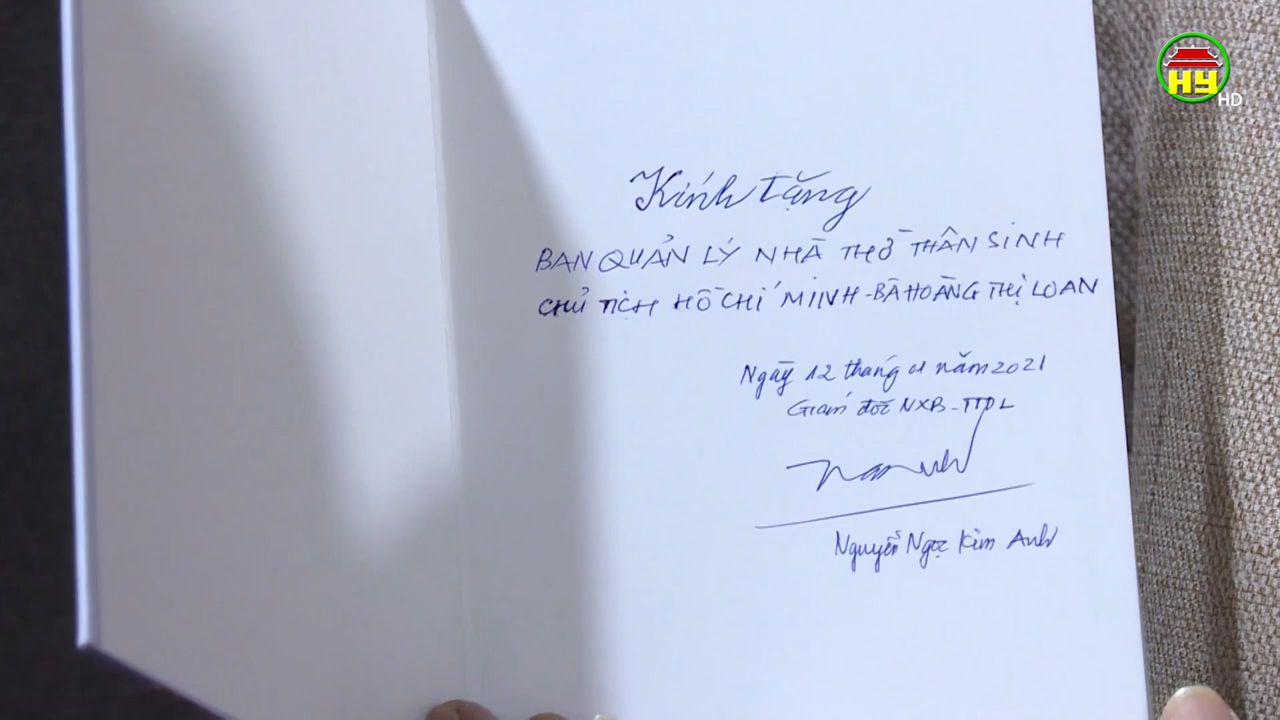 HY
HD
Kính tặng
BAN QUẢN LÝ NHÀ THỜ THÂN SINH
CHỦ TỊCH HỒ CHÍ MINH - BÀ HOÀNG THỊ LOAN
Ngày 12 tháng 01 năm 2021
Giám đốc NXB - TTDL
Nguyễn Ngọc Kim Anh